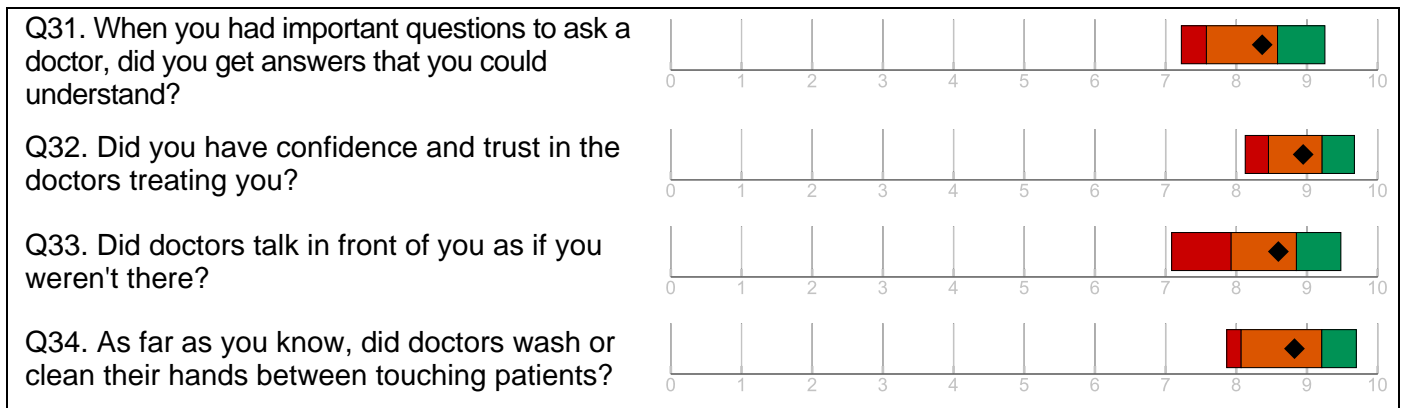 Q31. When you had important questions to ask a
doctor, did you get answers that you could
understand?
0 1 2 3 4 5 6 7 8 9 10
Q32. Did you have confidence and trust in the
doctors treating you?
0 1 2 3 4 5 6 7 8 9 10
Q33. Did doctors talk in front of you as if you
weren't there?
0 1 2 3 4 5 6 7 8 9 10
Q34. As far as you know, did doctors wash or
clean their hands between touching patients?
0 1 2 3 4 5 6 7 8 9 10